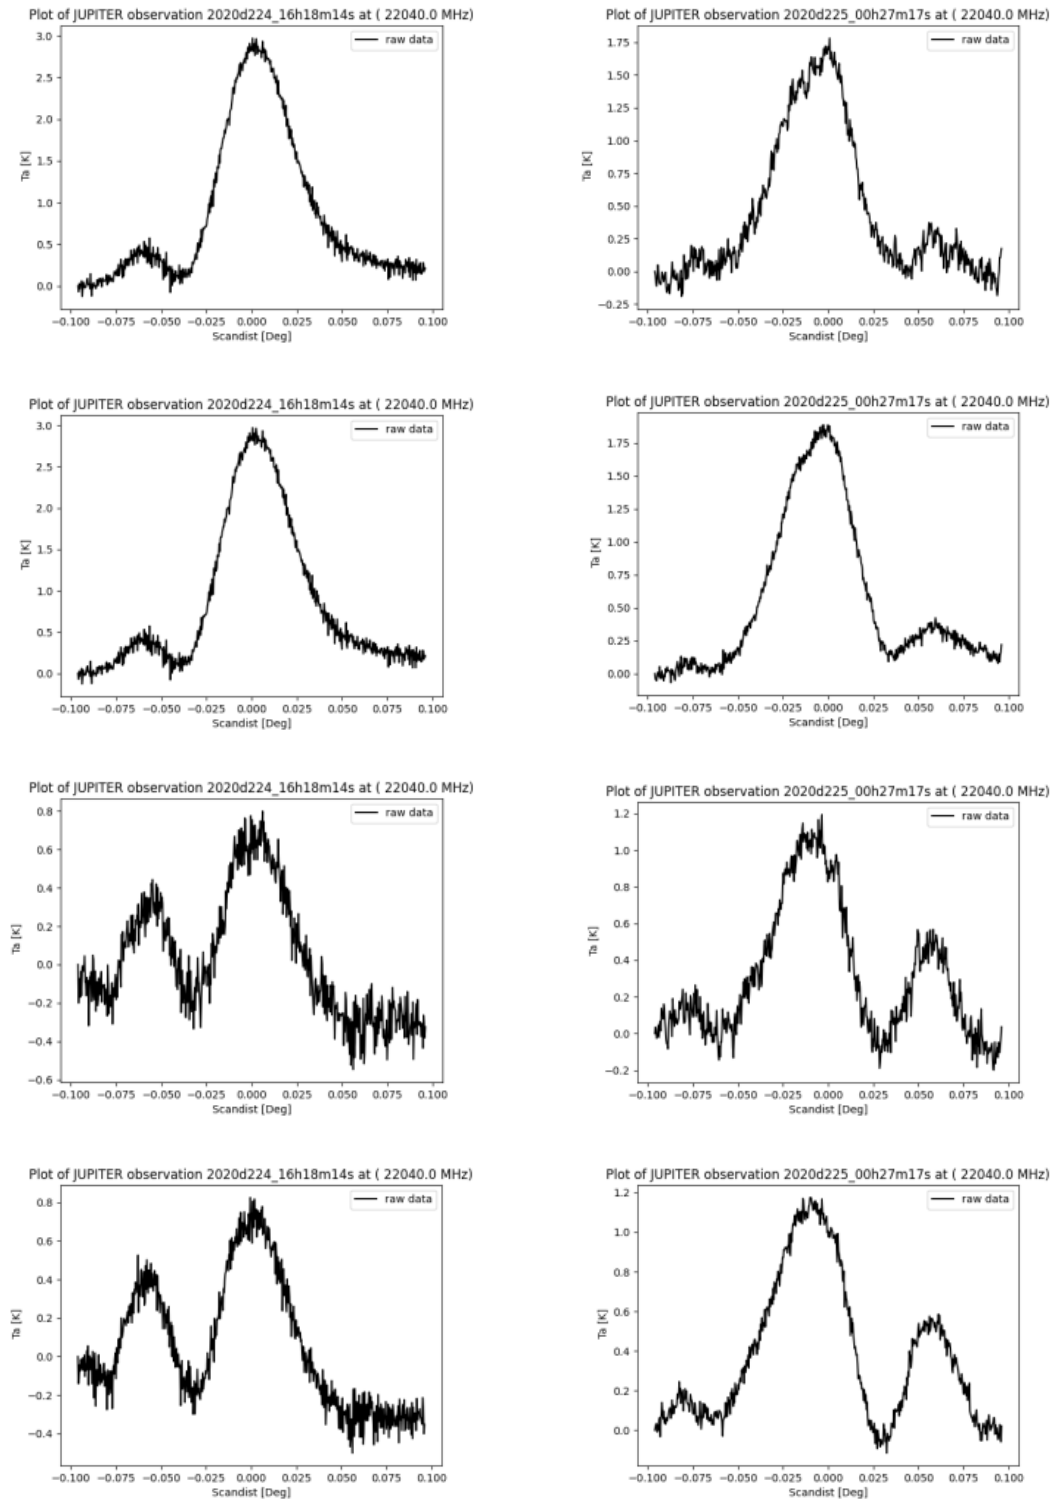 Plot of JUPITER observation 2020d224_16h18m14s at ( 22040.0 MHz)
raw data
3.0
2.5
2.0
1.5
1.0
0.5
0.0
Ta [K]
−0.100 −0.075 −0.050 −0.025 0.000 0.025 0.050 0.075 0.100
Scandist [Deg]
Plot of JUPITER observation 2020d225_00h27m17s at ( 22040.0 MHz)
raw data
1.75
1.50
1.25
1.00
0.75
0.50
0.25
0.00
−0.25
Ta [K]
−0.100 −0.075 −0.050 −0.025 0.000 0.025 0.050 0.075 0.100
Scandist [Deg]
Plot of JUPITER observation 2020d224_16h18m14s at ( 22040.0 MHz)
raw data
3.0
2.5
2.0
1.5
1.0
0.5
0.0
Ta [K]
−0.100 −0.075 −0.050 −0.025 0.000 0.025 0.050 0.075 0.100
Scandist [Deg]
Plot of JUPITER observation 2020d225_00h27m17s at ( 22040.0 MHz)
raw data
1.75
1.50
1.25
1.00
0.75
0.50
0.25
0.00
Ta [K]
−0.100 −0.075 −0.050 −0.025 0.000 0.025 0.050 0.075 0.100
Scandist [Deg]
Plot of JUPITER observation 2020d224_16h18m14s at ( 22040.0 MHz)
raw data
0.8
0.6
0.4
0.2
0.0
−0.2
−0.4
−0.6
Ta [K]
−0.100 −0.075 −0.050 −0.025 0.000 0.025 0.050 0.075 0.100
Scandist [Deg]
Plot of JUPITER observation 2020d225_00h27m17s at ( 22040.0 MHz)
raw data
1.2
1.0
0.8
0.6
0.4
0.2
0.0
−0.2
Ta [K]
−0.100 −0.075 −0.050 −0.025 0.000 0.025 0.050 0.075 0.100
Scandist [Deg]
Plot of JUPITER observation 2020d224_16h18m14s at ( 22040.0 MHz)
raw data
0.8
0.6
0.4
0.2
0.0
−0.2
−0.4
Ta [K]
−0.100 −0.075 −0.050 −0.025 0.000 0.025 0.050 0.075 0.100
Scandist [Deg]
Plot of JUPITER observation 2020d225_00h27m17s at ( 22040.0 MHz)
raw data
1.2
1.0
0.8
0.6
0.4
0.2
0.0
Ta [K]
−0.100 −0.075 −0.050 −0.025 0.000 0.025 0.050 0.075 0.100
Scandist [Deg]